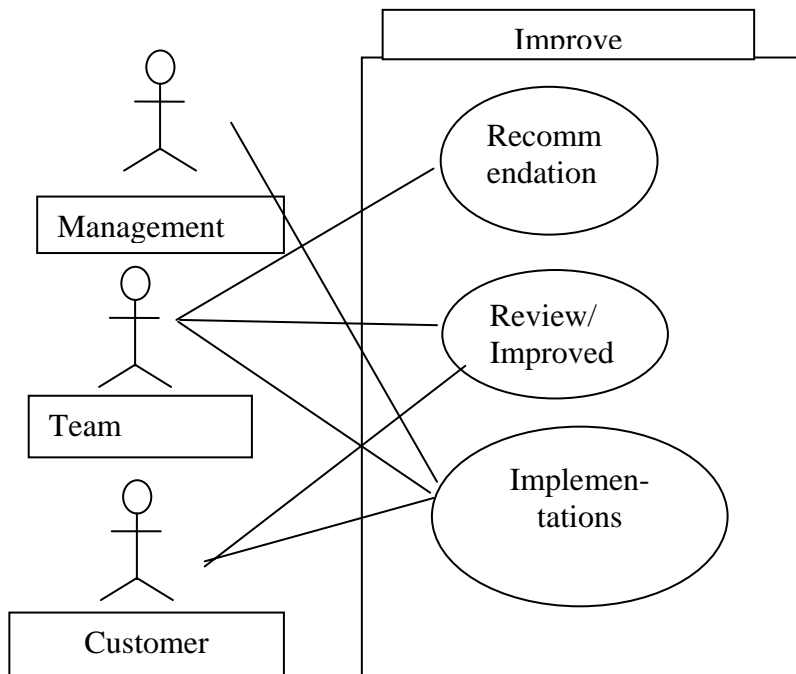 Improve
Recomm
endation
Management
Review/
Improved
Team
Implemen-
tations
Customer